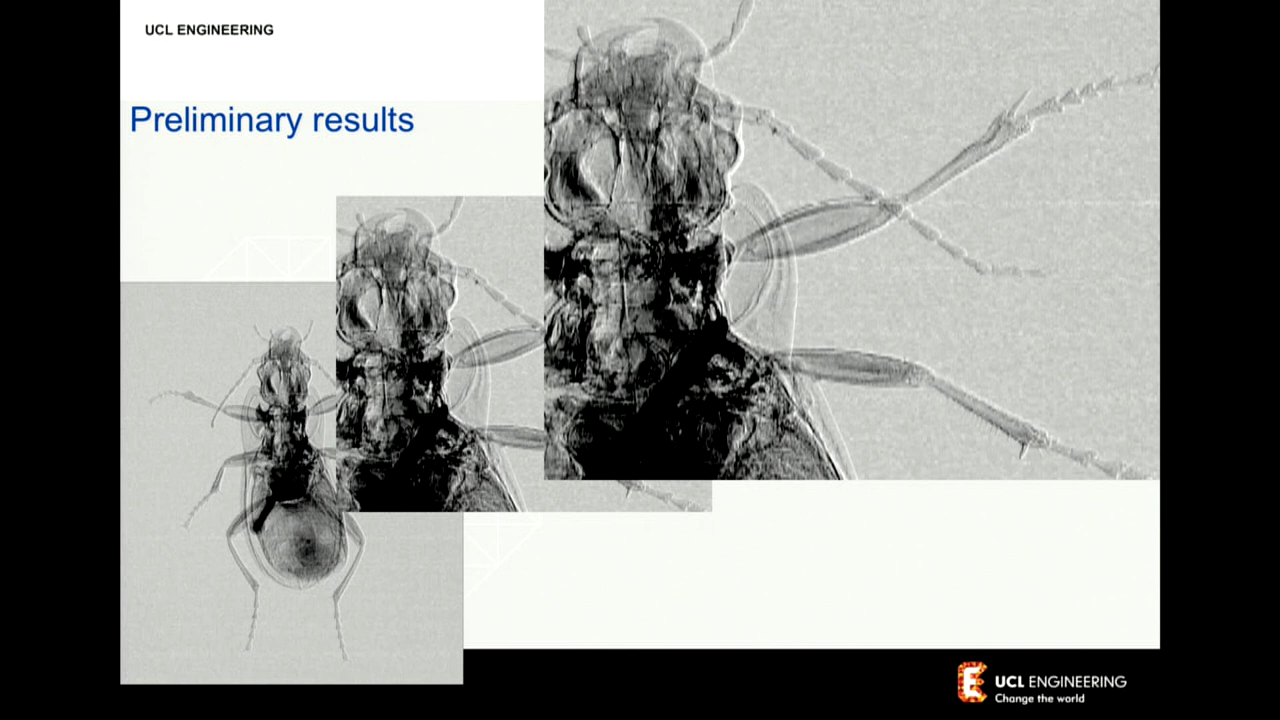 UCL ENGINEERING
Preliminary results
UCL ENGINEERING
Change the world